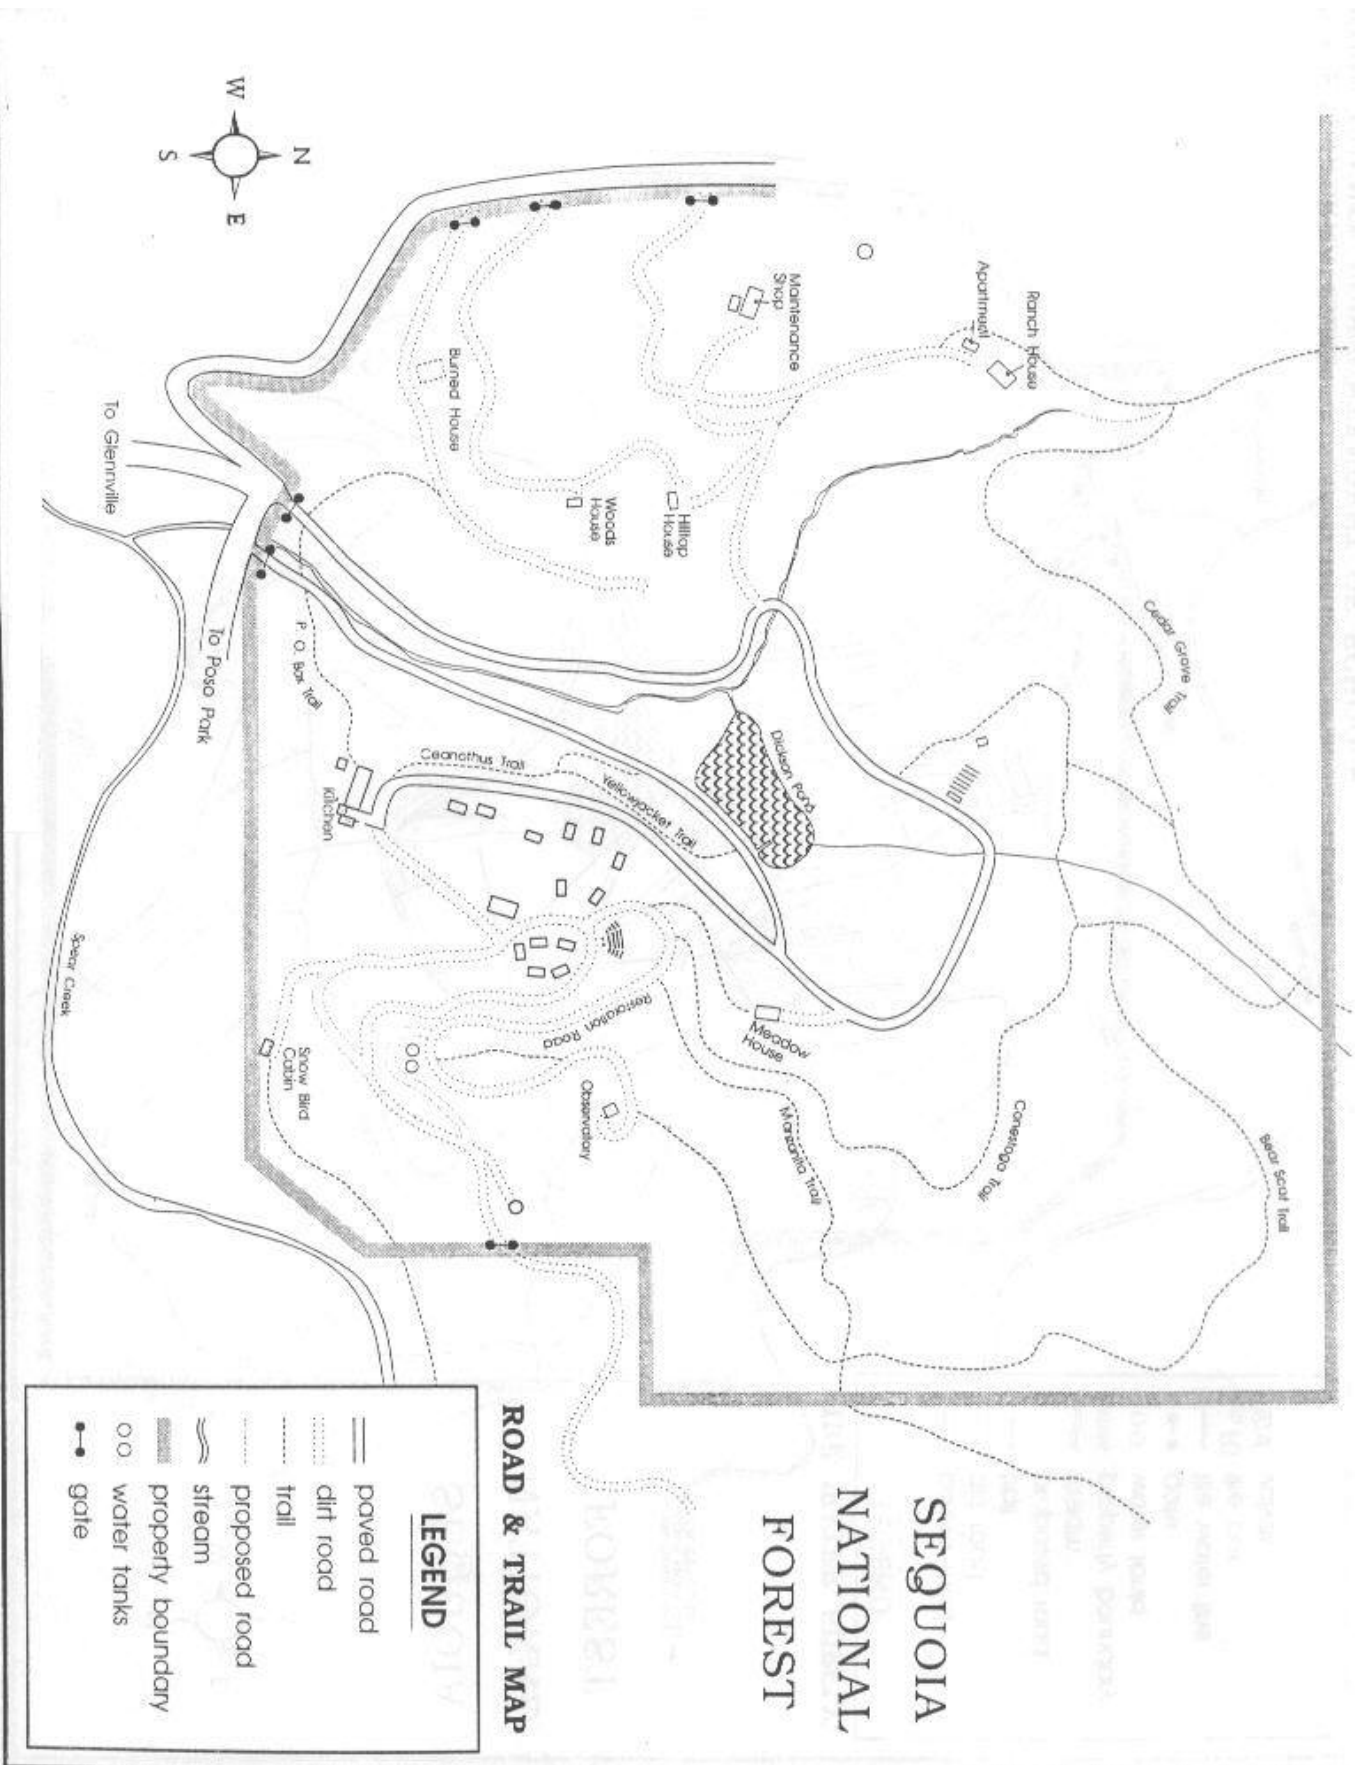 W
N
S
E
Ranch House
Apartment
Maintenance
Shop
Burned House
Hilltop
House
Woods
House
Cedar Grove Trail
To Glennville
To Poso Park
P. O. Box Trail
Ceanothus Trail
Yellowjacket Trail
Dickson Pond
Kitchen
Spear Creek
Restoration Road
Meadow
House
Snow Bird
Cabin
Observatory
Manzanita Trail
Conestoga Trail
Bear Scat Trail
SEQUOIA
NATIONAL
FOREST
ROAD & TRAIL MAP
LEGEND
paved road
dirt road
trail
proposed road
stream
property boundary
water tanks
gate